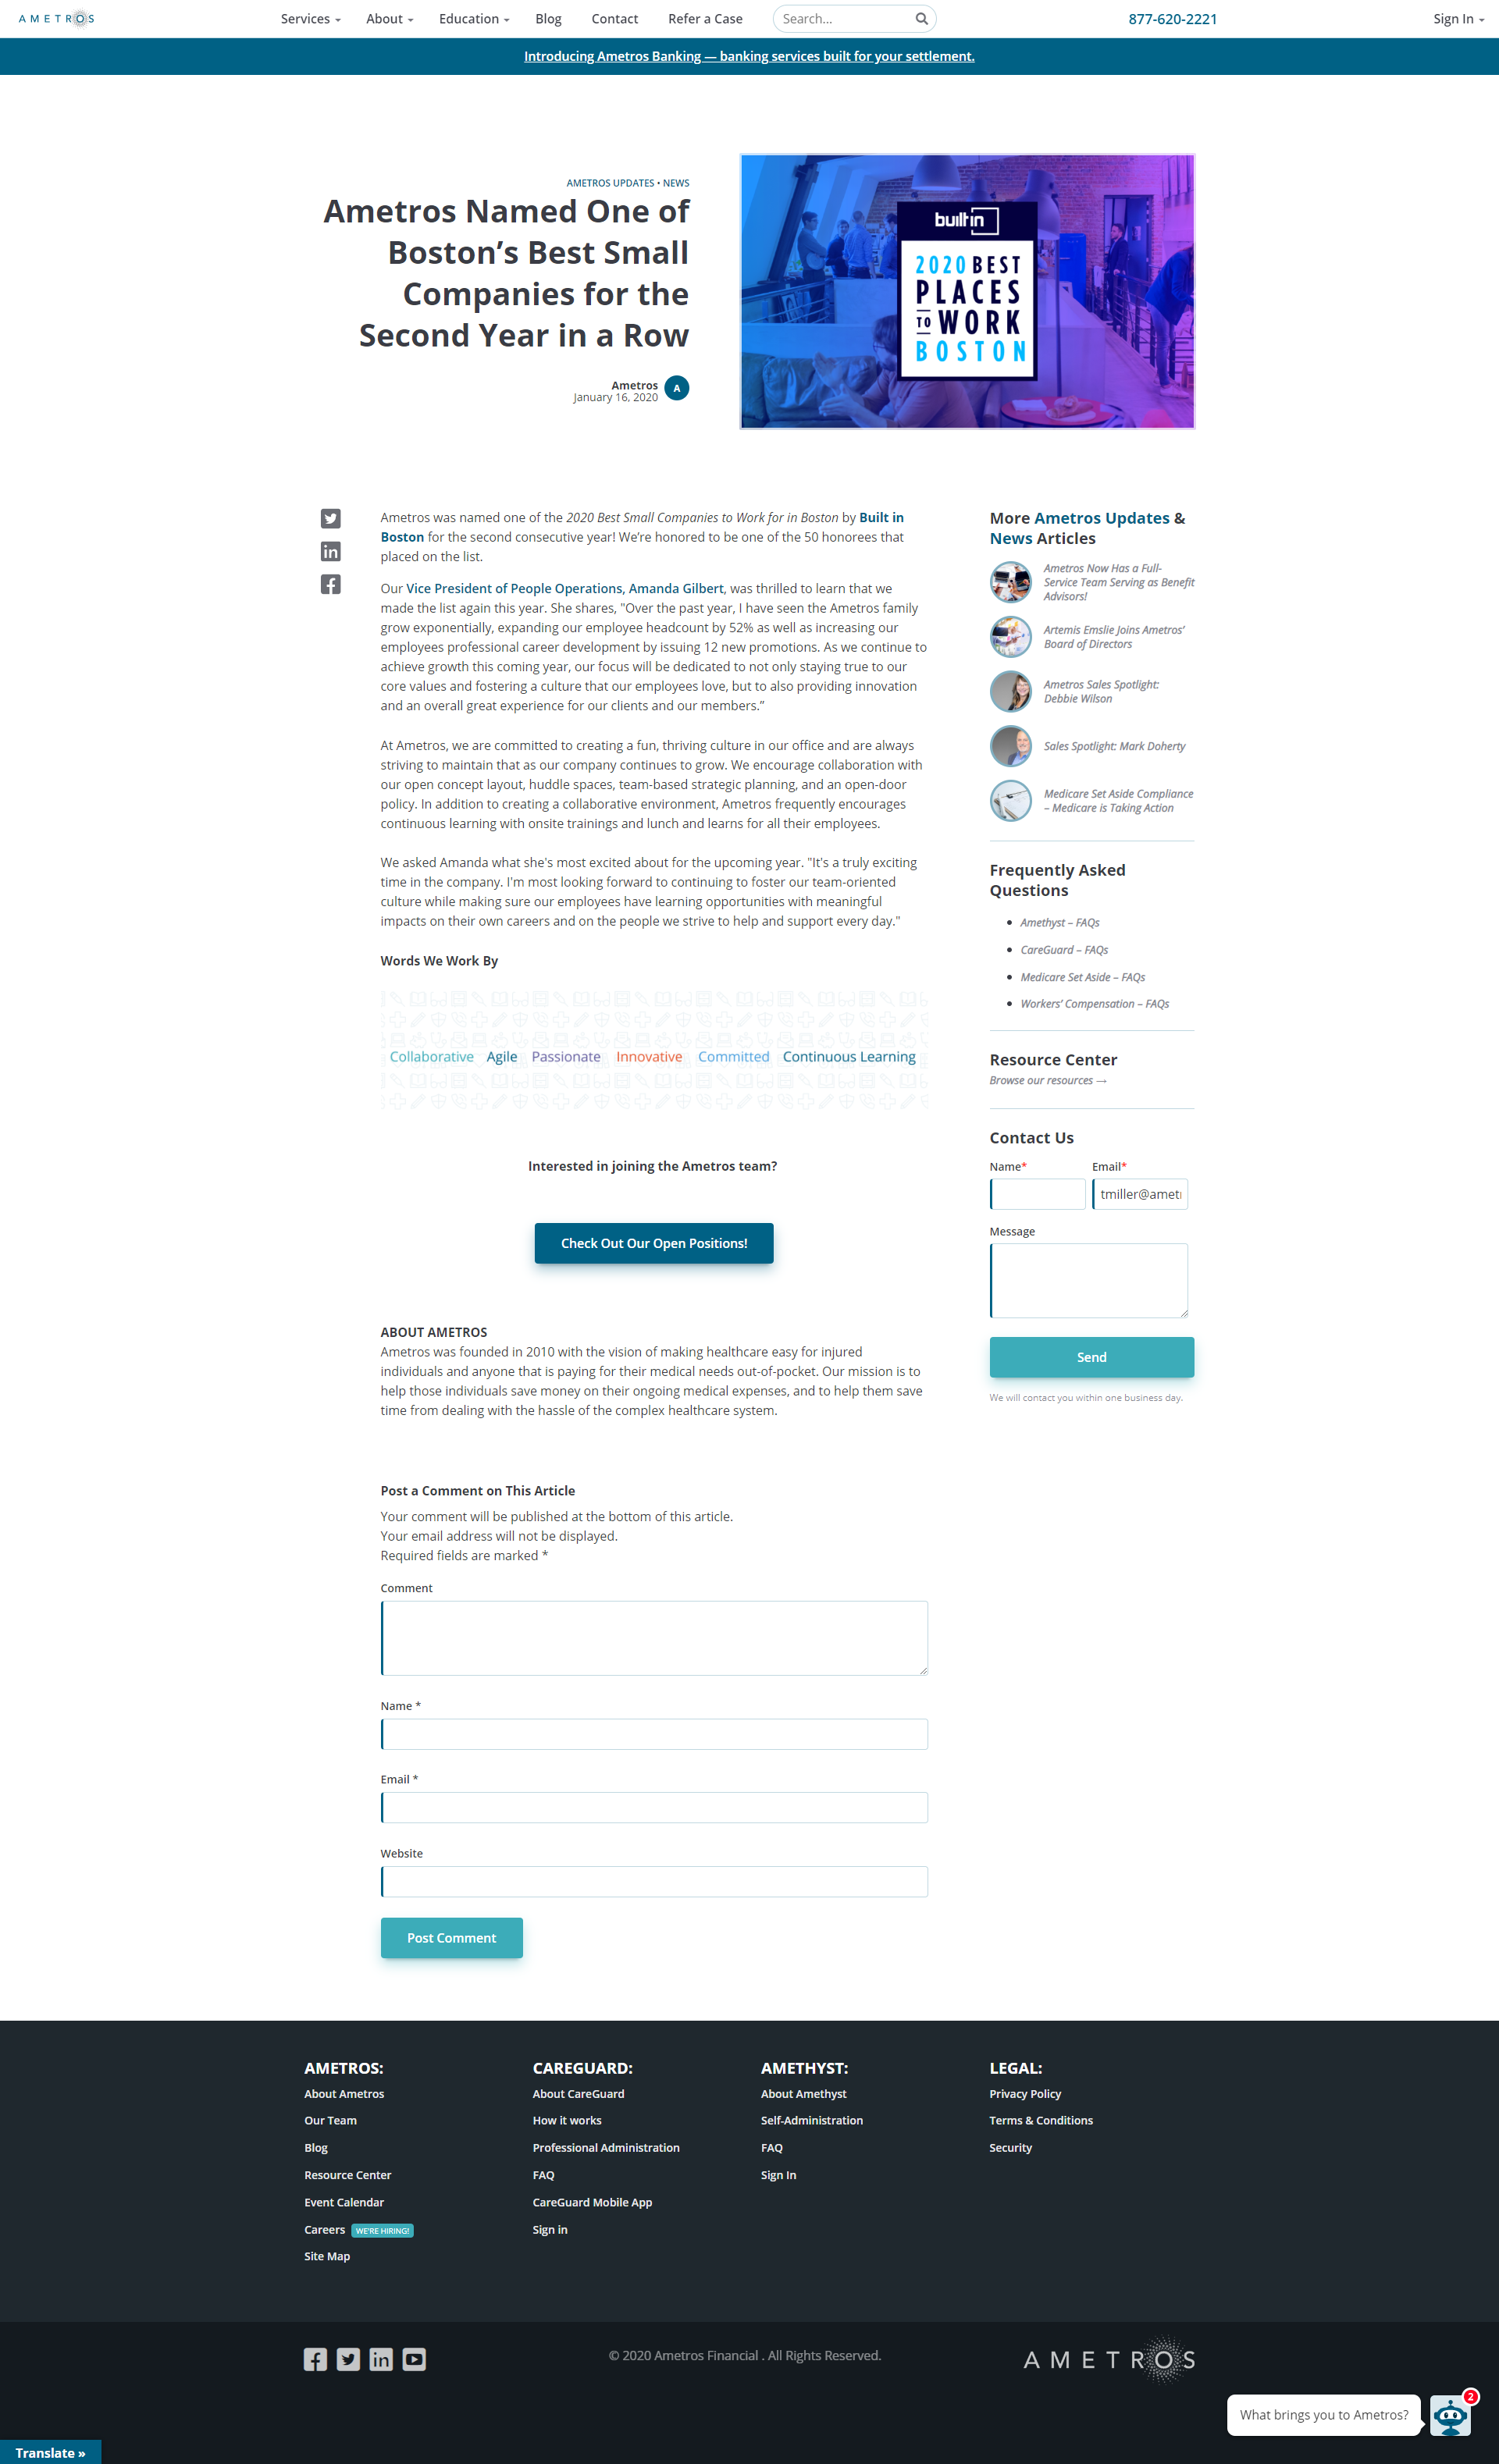 AMETROS
Services
About
Education
Blog
Contact
Refer a Case
Search...
877-620-2221
Sign In
Introducing Ametros Banking — banking services built for your settlement.
AMETROS UPDATES • NEWS
Ametros Named One of
Boston’s Best Small
Companies for the
Second Year in a Row
Ametros
January 16, 2020
A
builtin
2020 BEST
PLACES
TO WORK
BOSTON
Ametros was named one of the 2020 Best Small Companies to Work for in Boston by Built in
Boston for the second consecutive year! We’re honored to be one of the 50 honorees that
placed on the list.
Our Vice President of People Operations, Amanda Gilbert, was thrilled to learn that we
made the list again this year. She shares, "Over the past year, I have seen the Ametros family
grow exponentially, expanding our employee headcount by 52% as well as increasing our
employees professional career development by issuing 12 new promotions. As we continue to
achieve growth this coming year, our focus will be dedicated to not only staying true to our
core values and fostering a culture that our employees love, but to also providing innovation
and an overall great experience for our clients and our members.”
At Ametros, we are committed to creating a fun, thriving culture in our office and are always
striving to maintain that as our company continues to grow. We encourage collaboration with
our open concept layout, huddle spaces, team-based strategic planning, and an open-door
policy. In addition to creating a collaborative environment, Ametros frequently encourages
continuous learning with onsite trainings and lunch and learns for all their employees.
We asked Amanda what she's most excited about for the upcoming year. "It's a truly exciting
time in the company. I'm most looking forward to continuing to foster our team-oriented
culture while making sure our employees have learning opportunities with meaningful
impacts on their own careers and on the people we strive to help and support every day."
Words We Work By
Collaborative Agile Passionate Innovative Committed Continuous Learning
Interested in joining the Ametros team?
Check Out Our Open Positions!
ABOUT AMETROS
Ametros was founded in 2010 with the vision of making healthcare easy for injured
individuals and anyone that is paying for their medical needs out-of-pocket. Our mission is to
help those individuals save money on their ongoing medical expenses, and to help them save
time from dealing with the hassle of the complex healthcare system.
Post a Comment on This Article
Your comment will be published at the bottom of this article.
Your email address will not be displayed.
Required fields are marked *
Comment
Name *
Email *
Website
Post Comment
More Ametros Updates &
News Articles
Ametros Now Has a Full-
Service Team Serving as Benefit
Advisors!
Artemis Emslie Joins Ametros’
Board of Directors
Ametros Sales Spotlight:
Debbie Wilson
Sales Spotlight: Mark Doherty
Medicare Set Aside Compliance
– Medicare is Taking Action
Frequently Asked
Questions
Amethyst – FAQs
CareGuard – FAQs
Medicare Set Aside – FAQs
Workers’ Compensation – FAQs
Resource Center
Browse our resources →
Contact Us
Name*
Email*
tmiller@ametr
Message
Send
We will contact you within one business day.
AMETROS:
About Ametros
Our Team
Blog
Resource Center
Event Calendar
Careers WE'RE HIRING!
Site Map
CAREGUARD:
About CareGuard
How it works
Professional Administration
FAQ
CareGuard Mobile App
Sign in
AMETHYST:
About Amethyst
Self-Administration
FAQ
Sign In
LEGAL:
Privacy Policy
Terms & Conditions
Security
© 2020 Ametros Financial . All Rights Reserved.
AMETROS
What brings you to Ametros?
2
Translate »